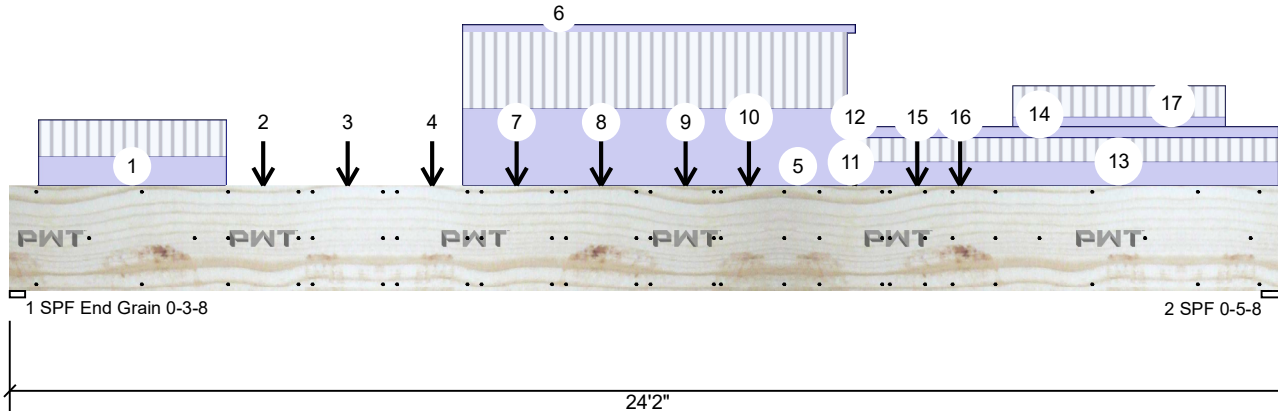 6
2 3 4 7 8 9 10 12 15 16 14 17
1 5 11 13
PWT PWT PWT PWT PWT PWT
1 SPF End Grain 0-3-8 2 SPF 0-5-8
24'2"